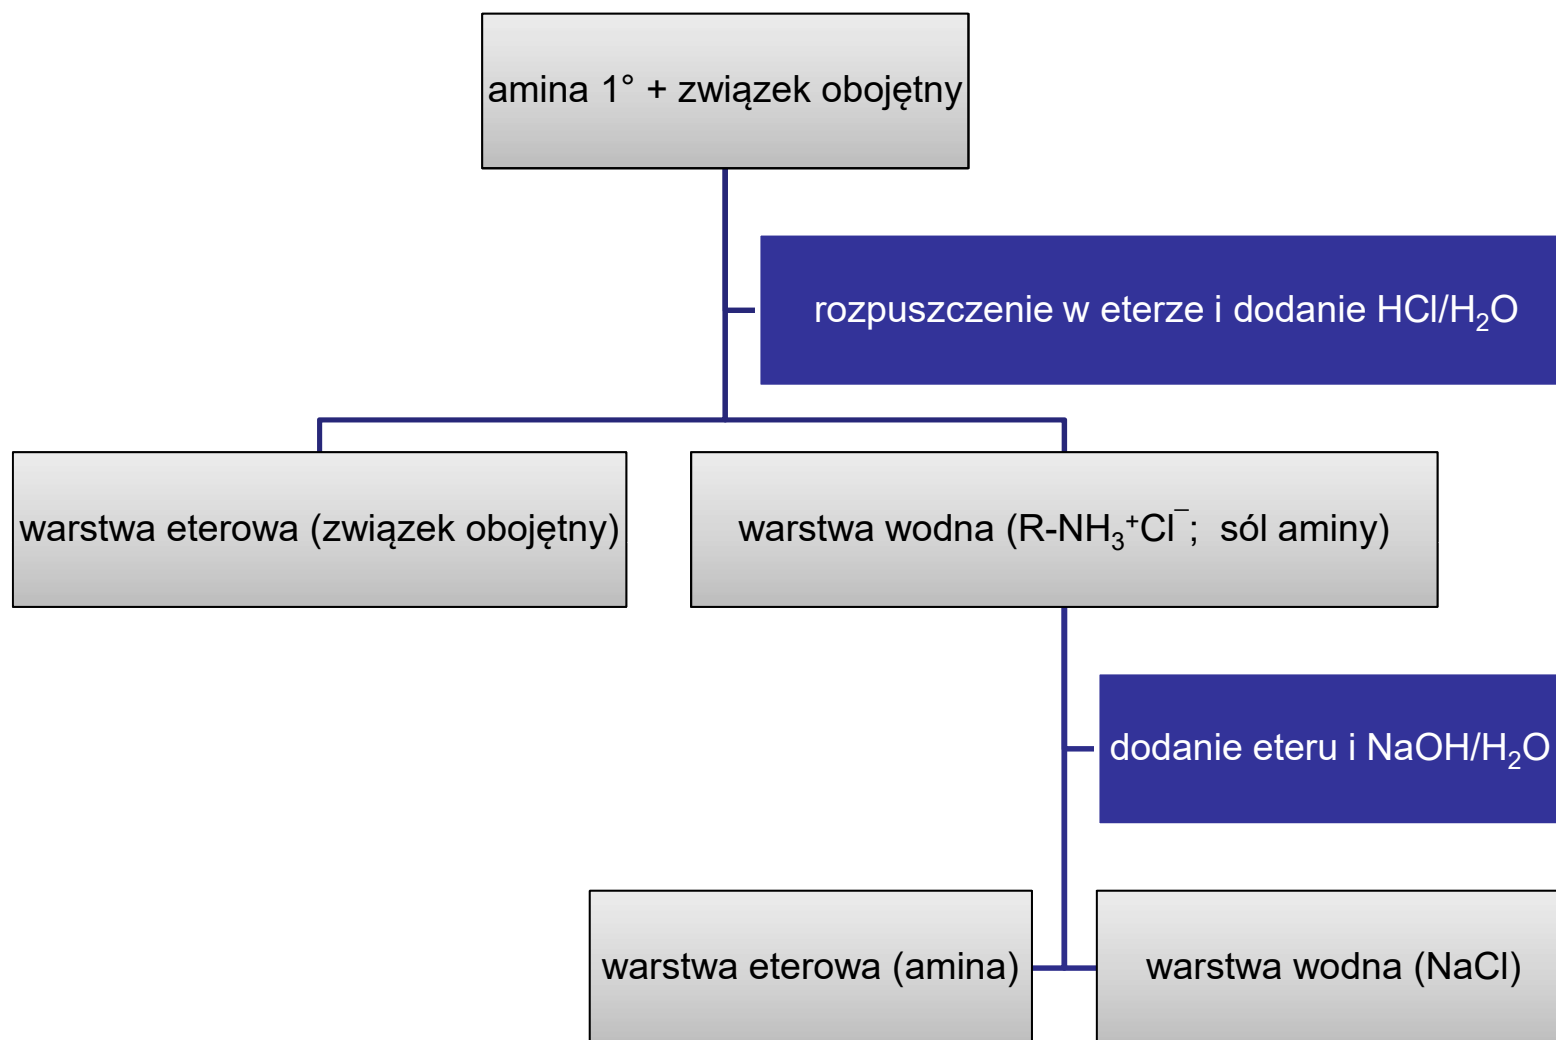 amina 1° + związek obojętny
rozpuszczenie w eterze i dodanie HCl/H₂O
warstwa eterowa (związek obojętny)
warstwa wodna (R-NH₃⁺Cl⁻; sól aminy)
dodanie eteru i NaOH/H₂O
warstwa eterowa (amina)
warstwa wodna (NaCl)